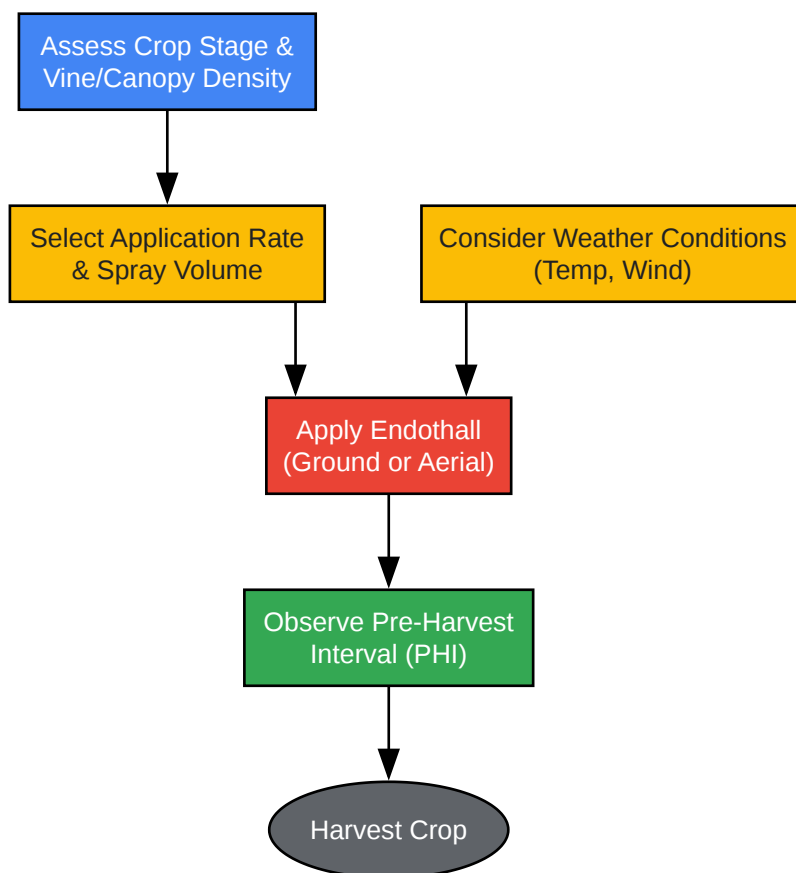 Assess Crop Stage &
Vine/Canopy Density
Select Application Rate
& Spray Volume
Consider Weather Conditions
(Temp, Wind)
Apply Endothall
(Ground or Aerial)
Observe Pre-Harvest
Interval (PHI)
Harvest Crop